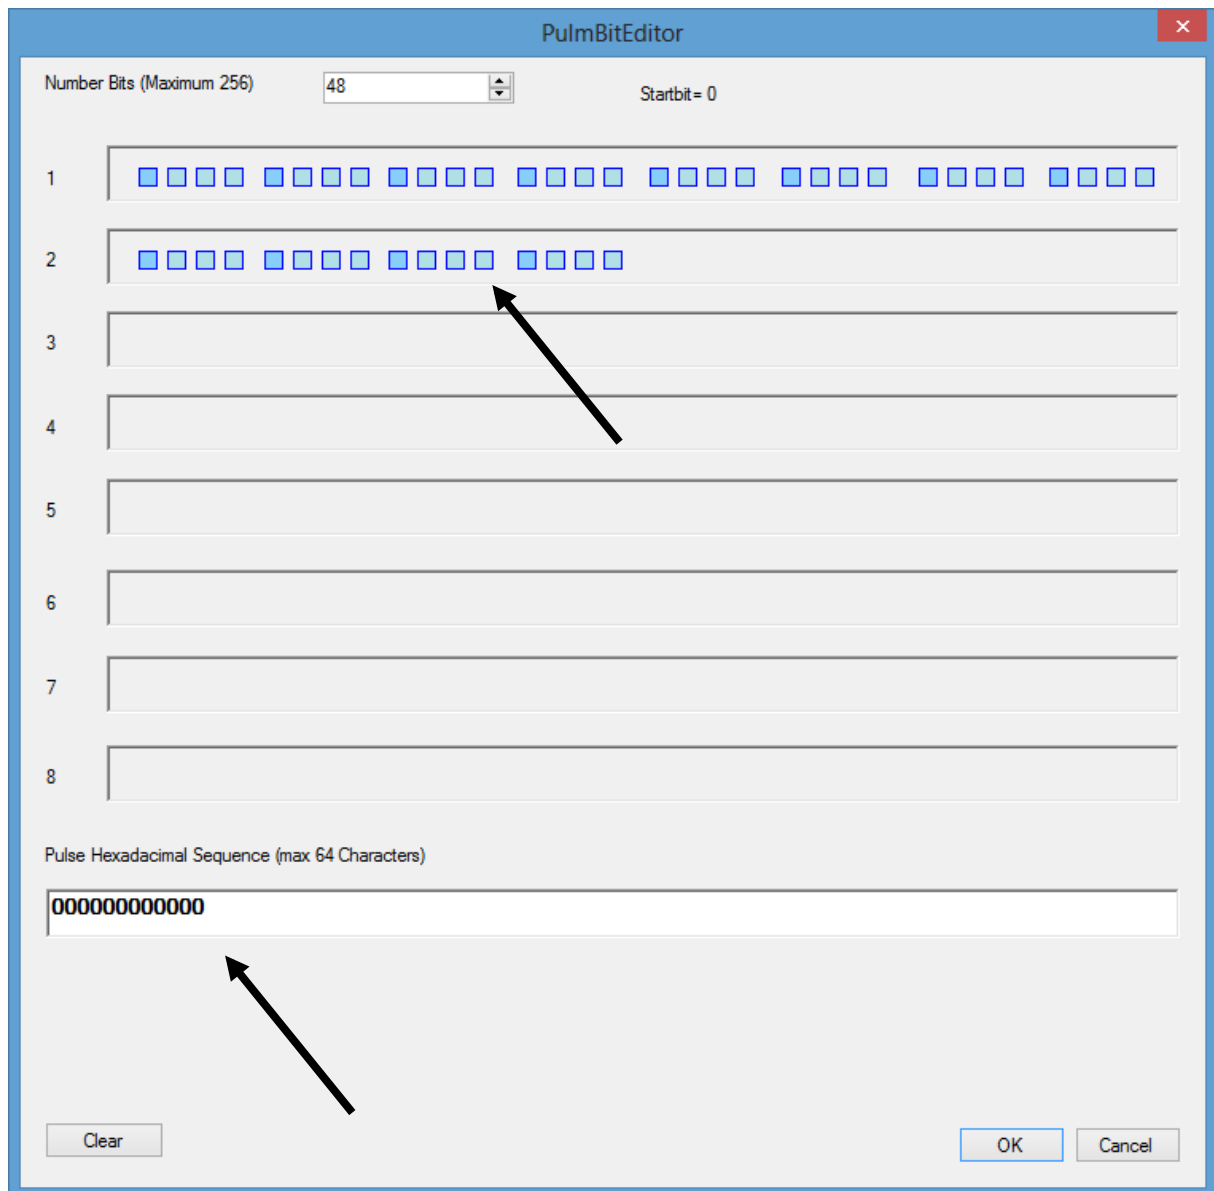 PulmBitEditor
Number Bits (Maximum 256) 48 Startbit= 0
1
2
3
4
5
6
7
8
Pulse Hexadacimal Sequence (max 64 Characters)
000000000000
Clear OK Cancel